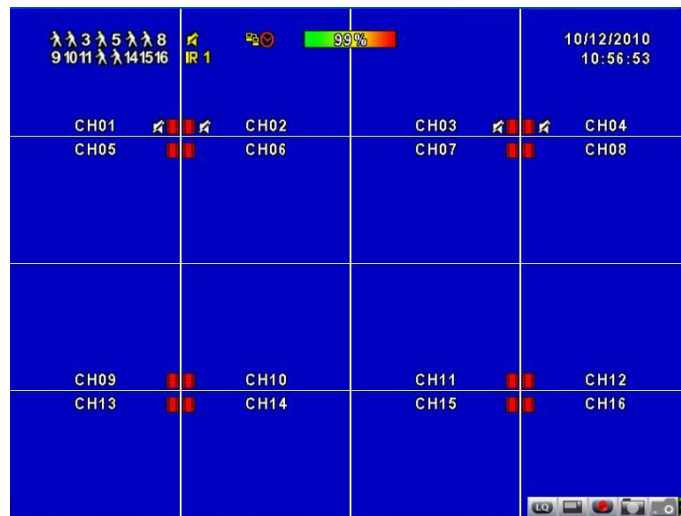 3 5 8
9 10 11 14 15 16 IR 1
99%
10/12/2010
10:56:53
CH01 CH02 CH03 CH04
CH05 CH06 CH07 CH08
CH09 CH10 CH11 CH12
CH13 CH14 CH15 CH16
LQ